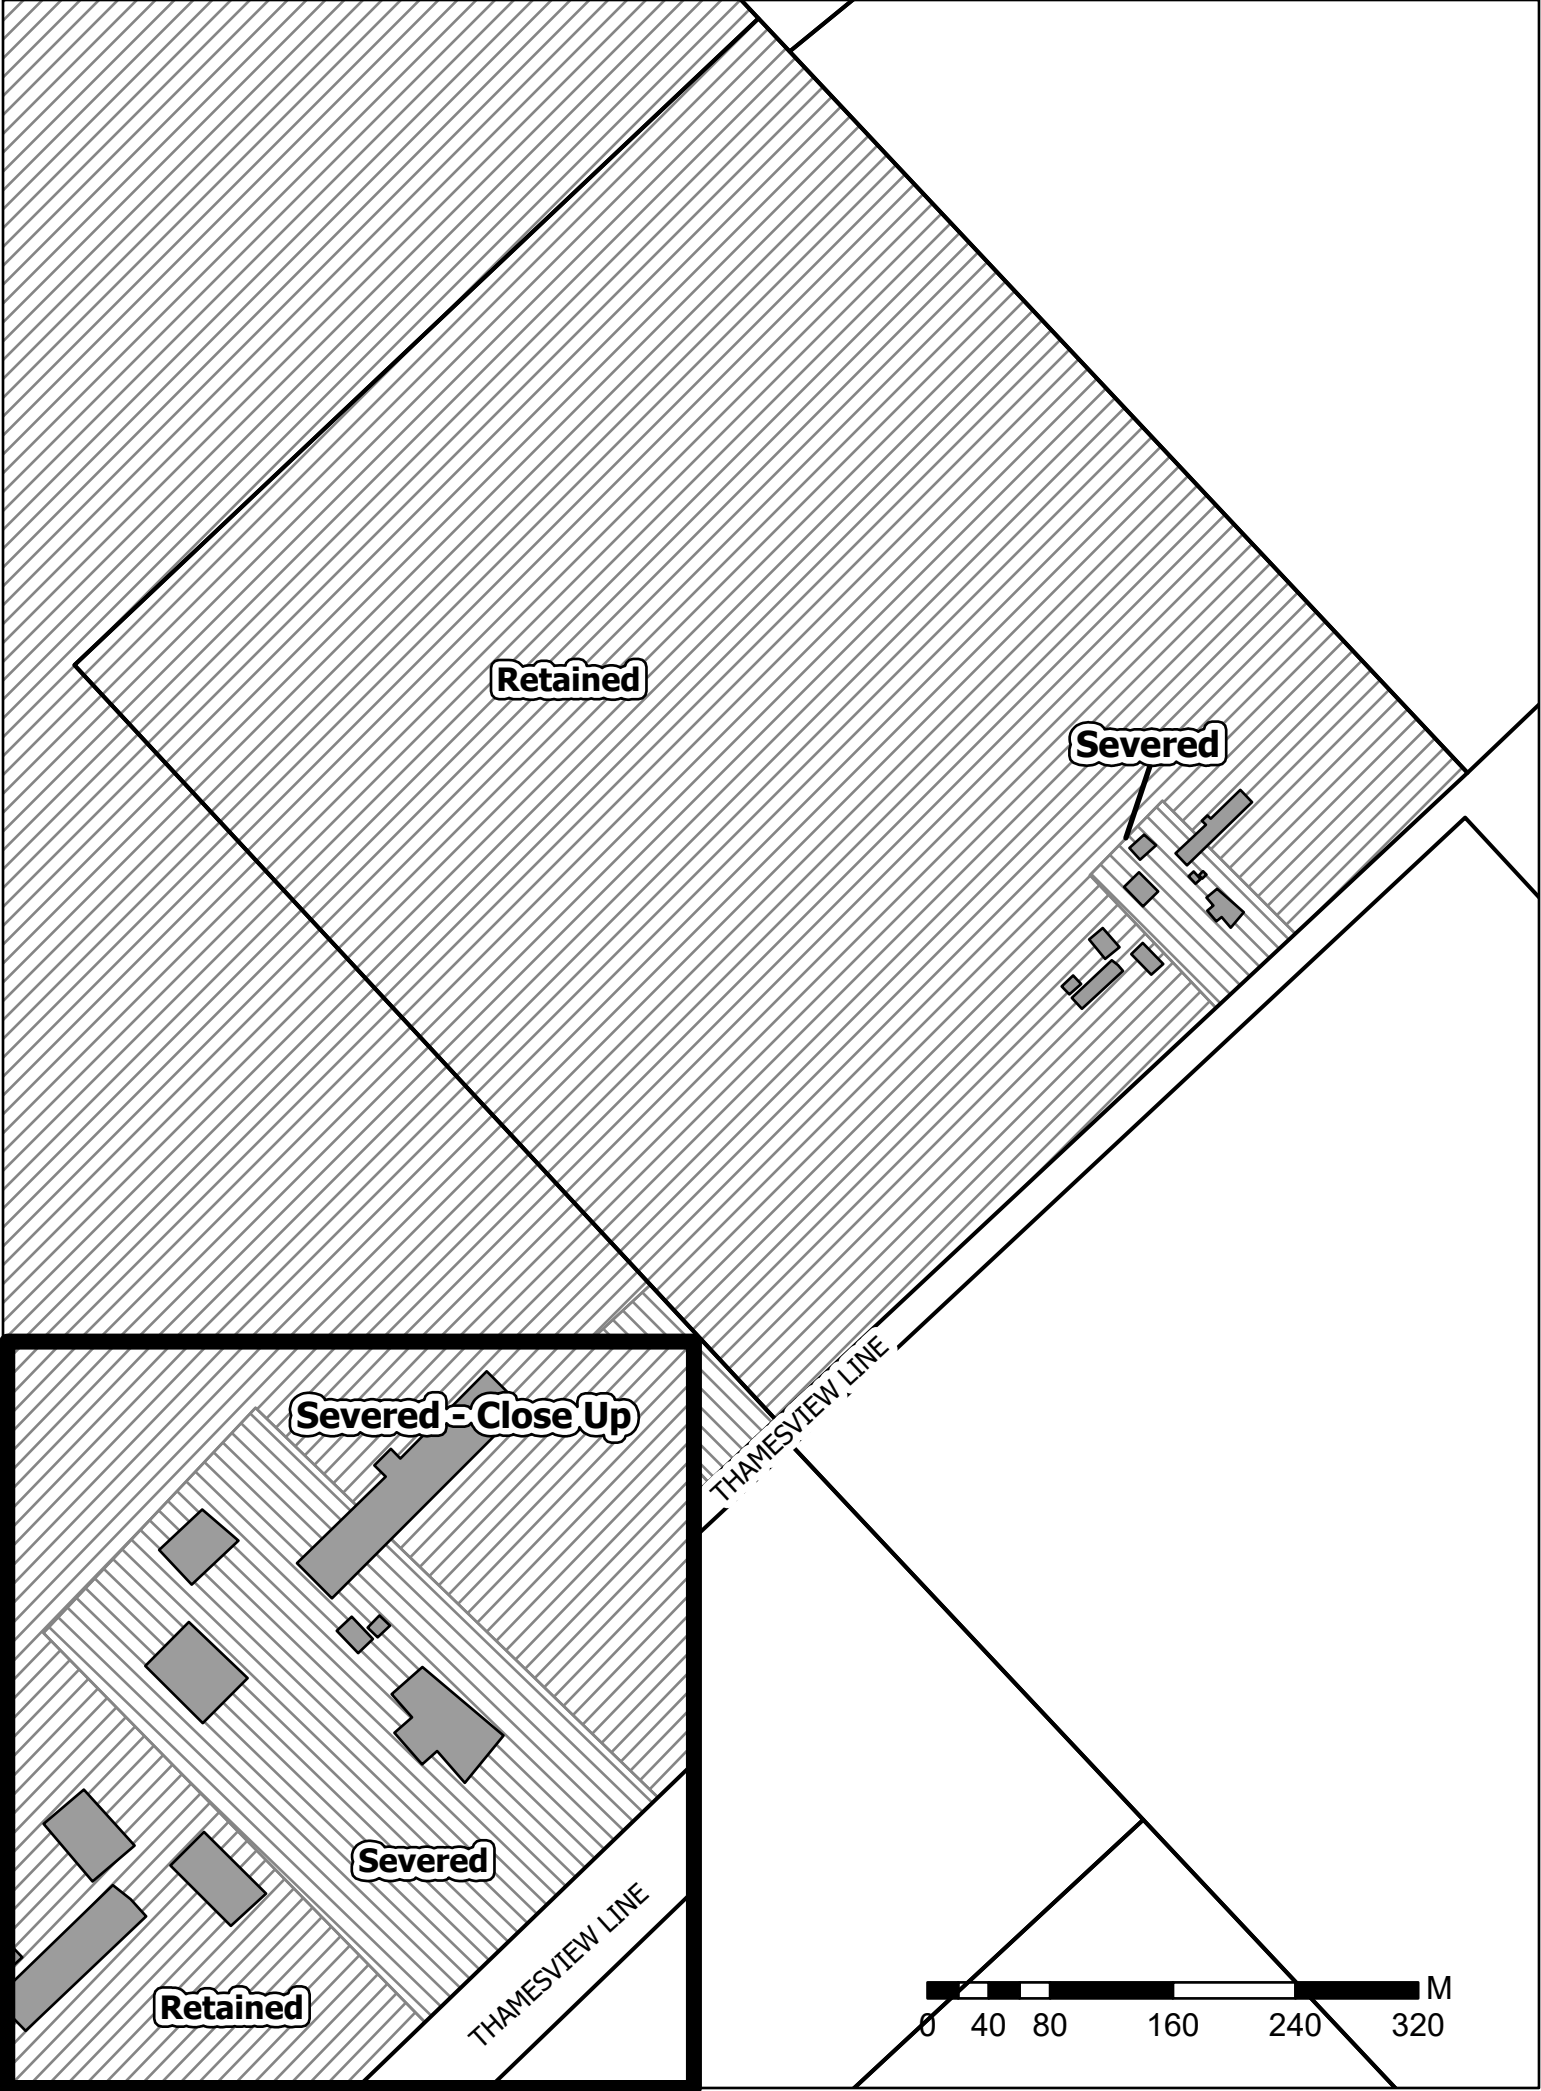 Retained
Severed
THAMESVIEW LINE
Severed - Close Up
Severed
Retained
THAMESVIEW LINE
M
0 40 80 160 240 320